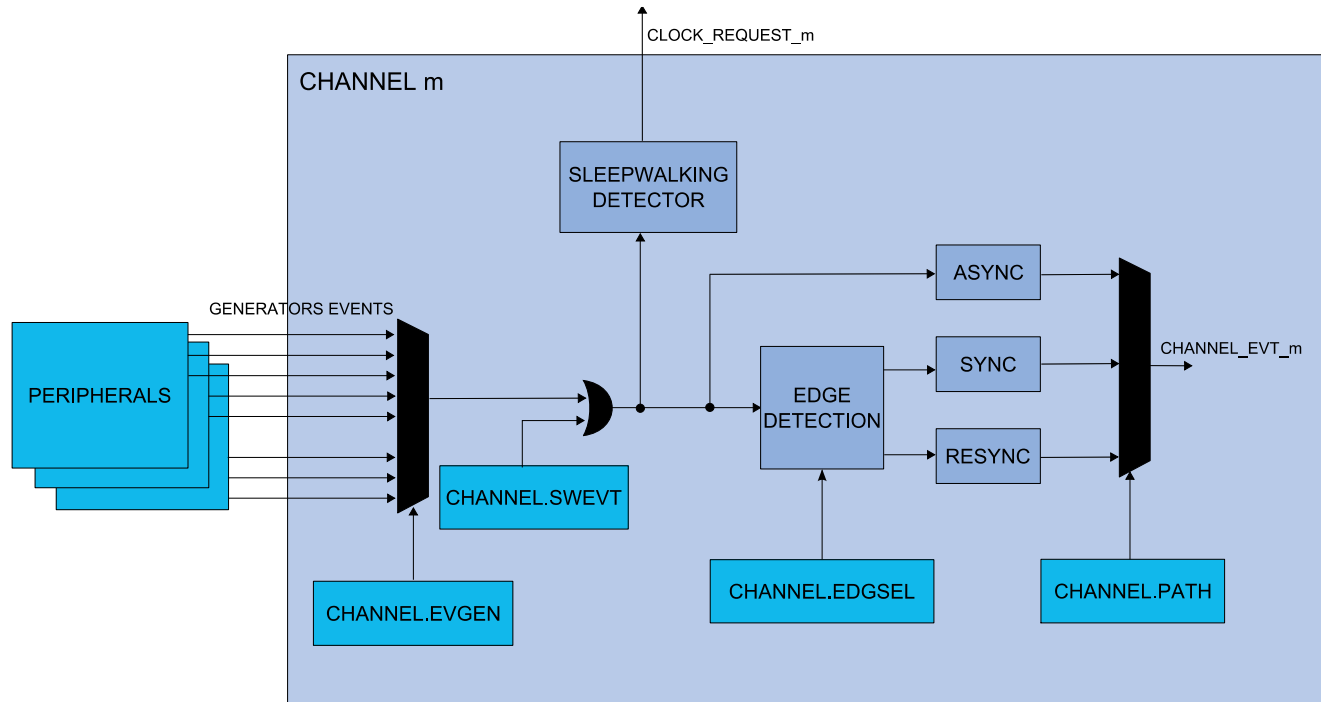 CLOCK_REQUEST_m
CHANNEL m
SLEEPWALKING
DETECTOR
ASYNC
GENERATORS EVENTS
CHANNEL_EVT_m
SYNC
PERIPHERALS
EDGE
DETECTION
RESYNC
CHANNEL.SWEVT
CHANNEL.EDGSEL
CHANNEL.PATH
CHANNEL.EVGEN